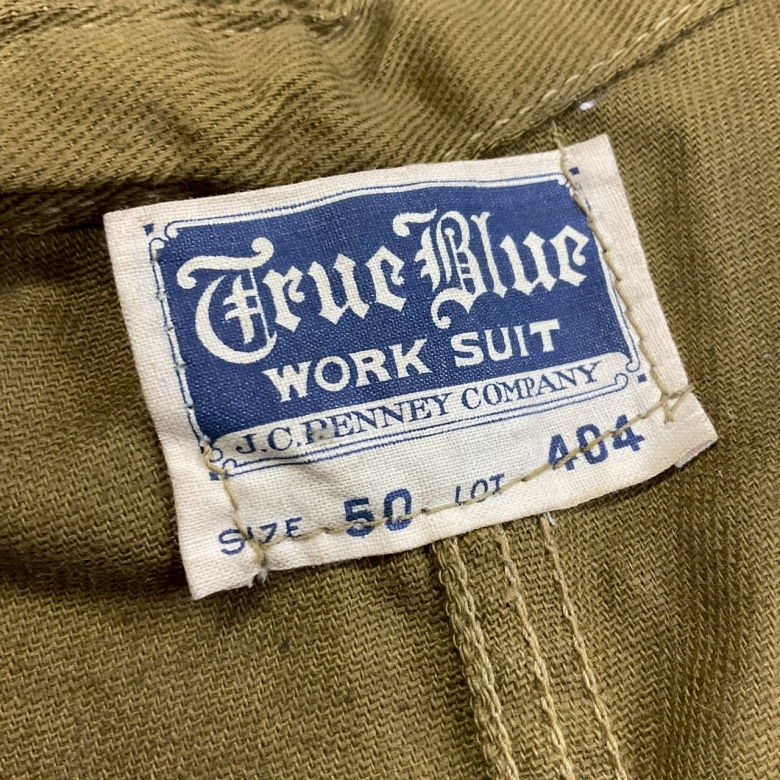 True Blue
WORK SUIT
J.C. PENNEY COMPANY
SIZE 50 LOT 404